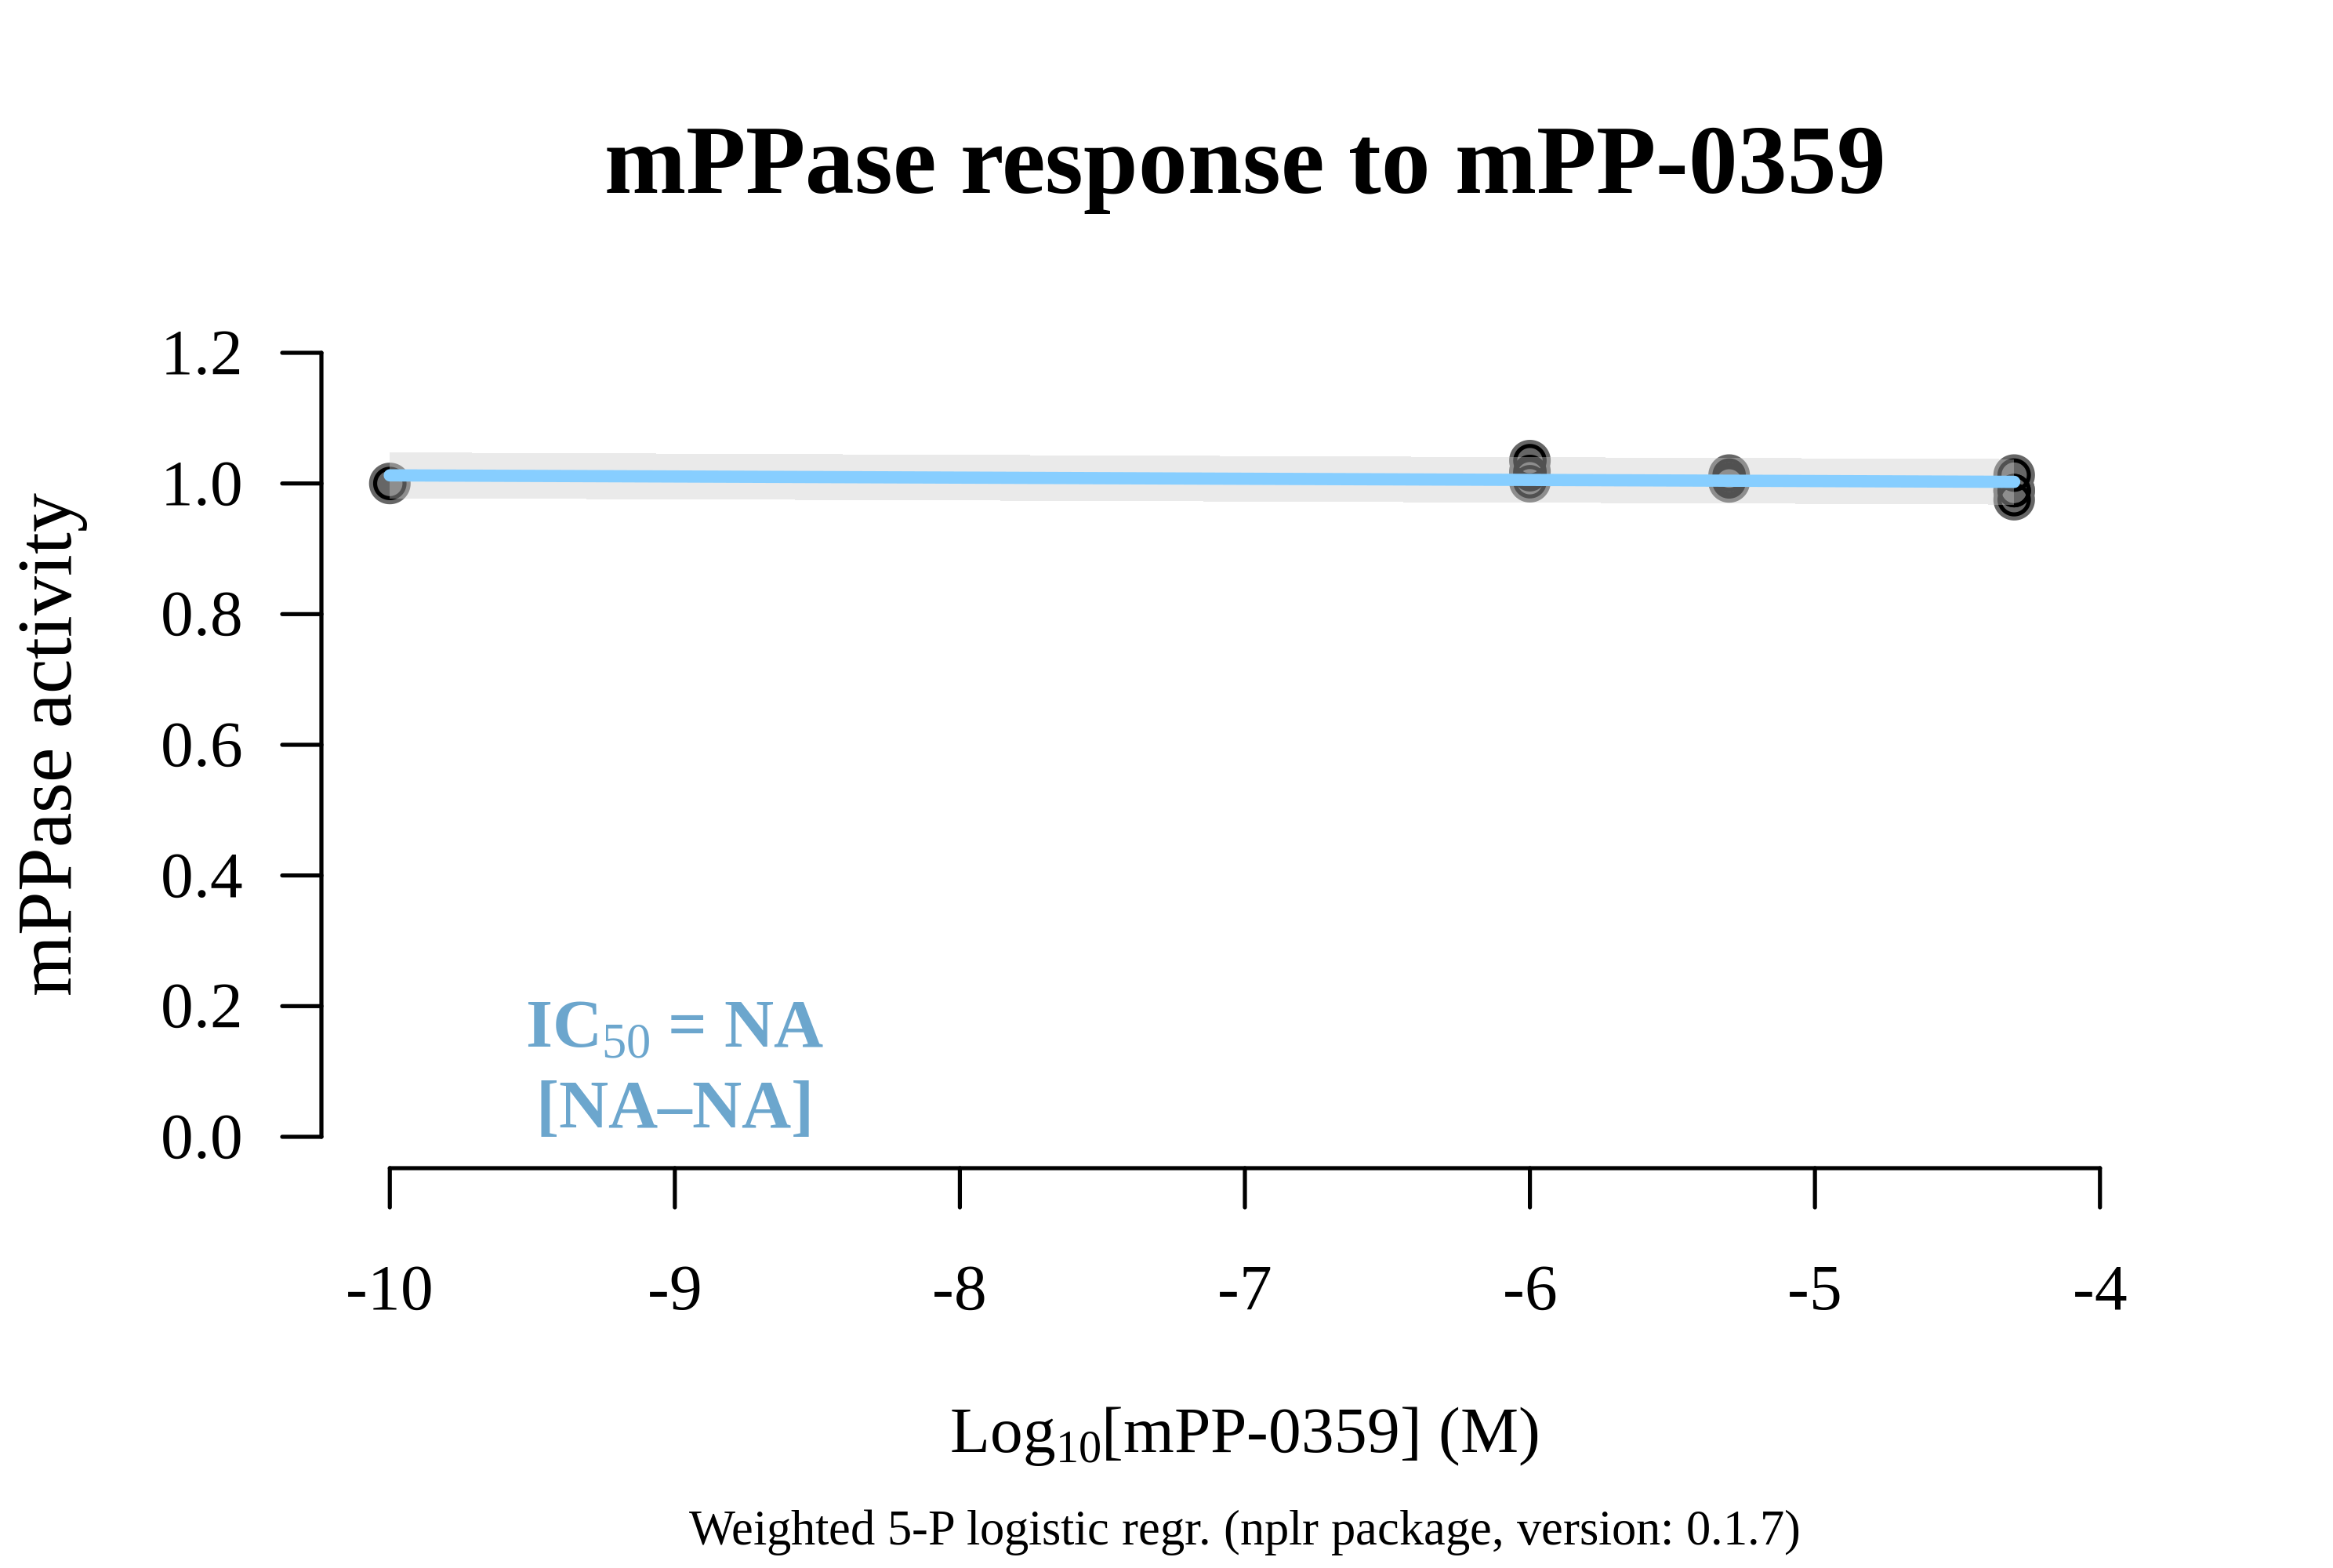 mPPase response to mPP-0359
mPPase activity
1.2
1.0
0.8
0.6
0.4
0.2
0.0
IC50 = NA
[NA–NA]
-10 -9 -8 -7 -6 -5 -4
Log10[mPP-0359] (M)
Weighted 5-P logistic regr. (nplr package, version: 0.1.7)